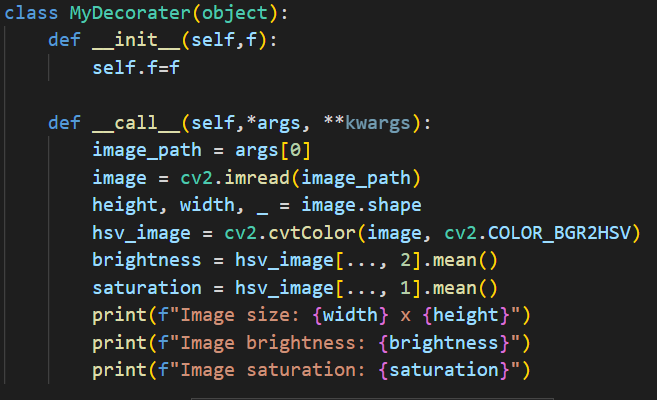 class MyDecorater(object):
    def __init__(self,f):
        self.f=f

    def __call__(self,*args, **kwargs):
        image_path = args[0]
        image = cv2.imread(image_path)
        height, width, _ = image.shape
        hsv_image = cv2.cvtColor(image, cv2.COLOR_BGR2HSV)
        brightness = hsv_image[..., 2].mean()
        saturation = hsv_image[..., 1].mean()
        print(f"Image size: {width} x {height}")
        print(f"Image brightness: {brightness}")
        print(f"Image saturation: {saturation}")